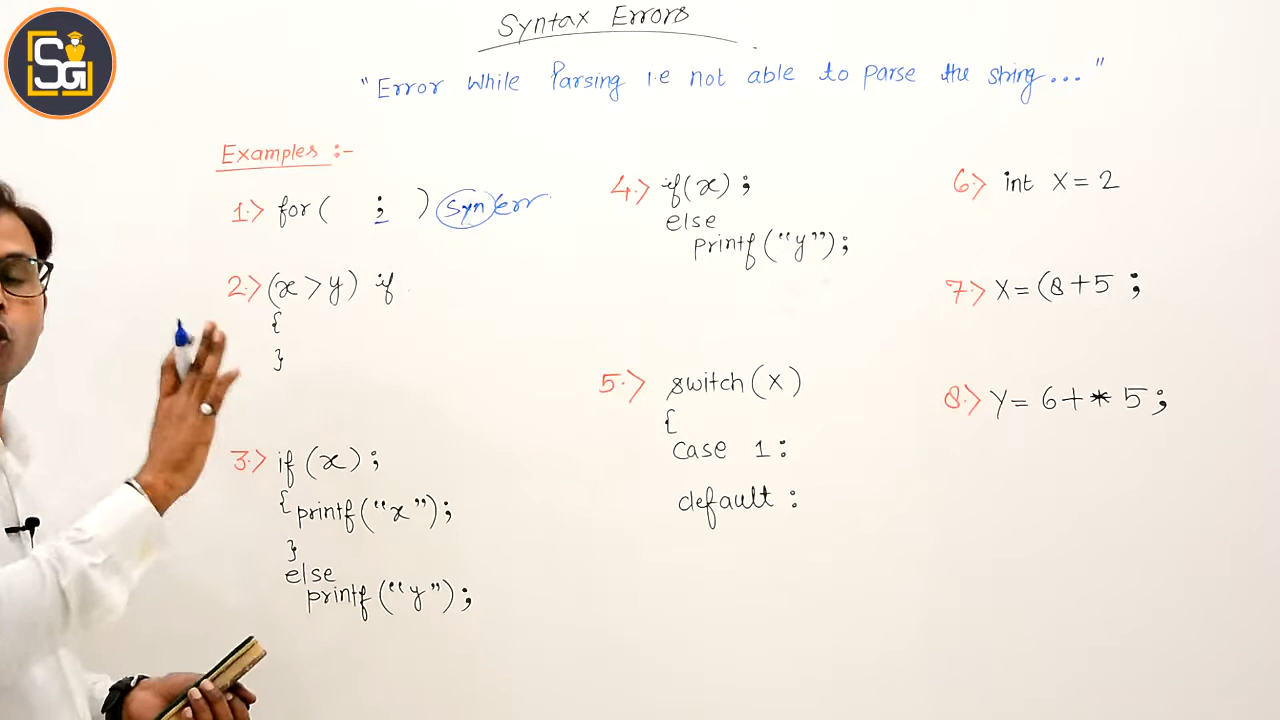 SG
Syntax Errors
"Error while Parsing i.e not able to parse the string..."
Examples :-
1.> for (    ;    ) Syn err.
2.> (x > y) if
{
}
3.> if (x) ;
{ printf ("x") ;
}
else
printf ("y") ;
4.> if(x) ;
else
printf ("y") ;
5.> switch (x)
{
case 1 :
default :
6.> int x = 2
7.> x = (8+5 ;
8.> y = 6+ * 5 ;